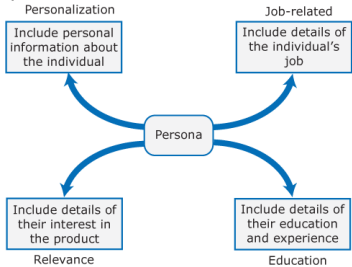 Personalization
Include personal
information about
the individual
Job-related
Include details of
the individual's
job
Persona
Include details of
their interest in
the product
Relevance
Include details of
their education
and experience
Education